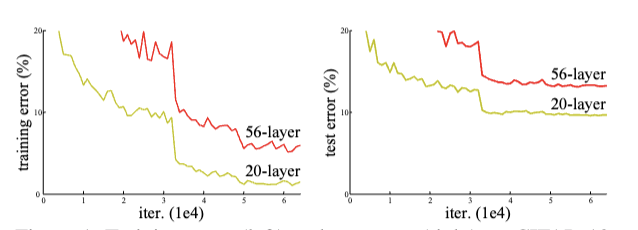 20
10
0
training error (%)
56-layer
20-layer
0 1 2 3 4 5 6
iter. (1e4)
20
10
0
test error (%)
56-layer
20-layer
0 1 2 3 4 5 6
iter. (1e4)